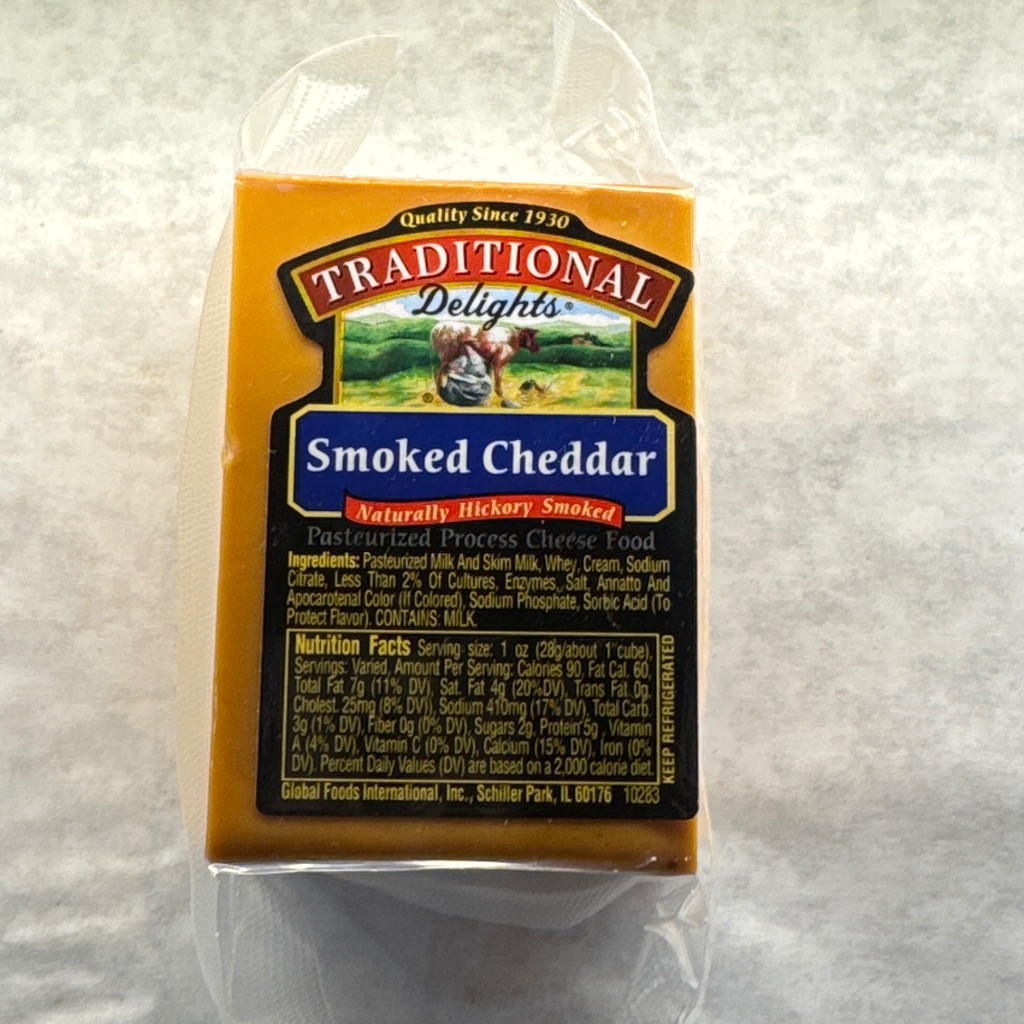 Quality Since 1930
TRADITIONAL
Delights®
®
Smoked Cheddar
Naturally Hickory Smoked
Pasteurized Process Cheese Food
Ingredients: Pasteurized Milk And Skim Milk, Whey, Cream, Sodium
Citrate, Less Than 2% Of Cultures, Enzymes, Salt, Annatto And
Apocarotenal Color (If Colored), Sodium Phosphate, Sorbic Acid (To
Protect Flavor). CONTAINS: MILK.
Nutrition Facts Serving size: 1 oz (28g/about 1"cube),
Servings: Varied, Amount Per Serving: Calories 90, Fat Cal. 60,
Total Fat 7g (11% DV), Sat. Fat 4g (20%DV), Trans Fat 0g,
Cholest. 25mg (8% DV)), Sodium 410mg (17% DV), Total Carb.
3g (1% DV), Fiber 0g (0% DV), Sugars 2g, Protein 5g , Vitamin
A (4% DV), Vitamin C (0% DV), Calcium (15% DV), Iron (0%
DV). Percent Daily Values (DV) are based on a 2,000 calorie diet.
KEEP REFRIGERATED
Global Foods International, Inc., Schiller Park, IL 60176 10283